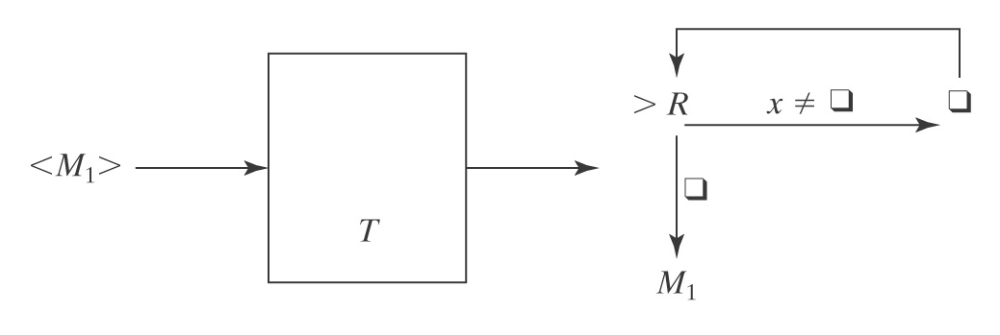 > R x ≠ ❑ ❑
<M₁>
❑
T
M₁